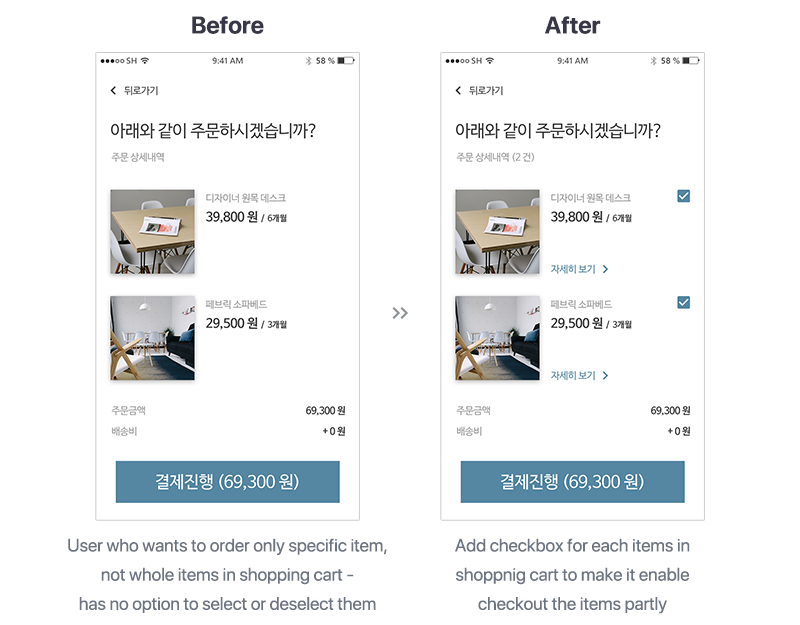 Before
SH 9:41 AM 58 %
뒤로가기
아래와 같이 주문하시겠습니까?
주문 상세내역
디자이너 원목 데스크
39,800 원 / 6개월
페브릭 소파베드
29,500 원 / 3개월
주문금액 69,300 원
배송비 + 0 원
결제진행 (69,300 원)
User who wants to order only specific item,
not whole items in shopping cart -
has no option to select or deselect them
After
SH 9:41 AM 58 %
뒤로가기
아래와 같이 주문하시겠습니까?
주문 상세내역 (2 건)
디자이너 원목 데스크
39,800 원 / 6개월
자세히 보기
페브릭 소파베드
29,500 원 / 3개월
자세히 보기
주문금액 69,300 원
배송비 + 0 원
결제진행 (69,300 원)
Add checkbox for each items in
shoppnig cart to make it enable
checkout the items partly